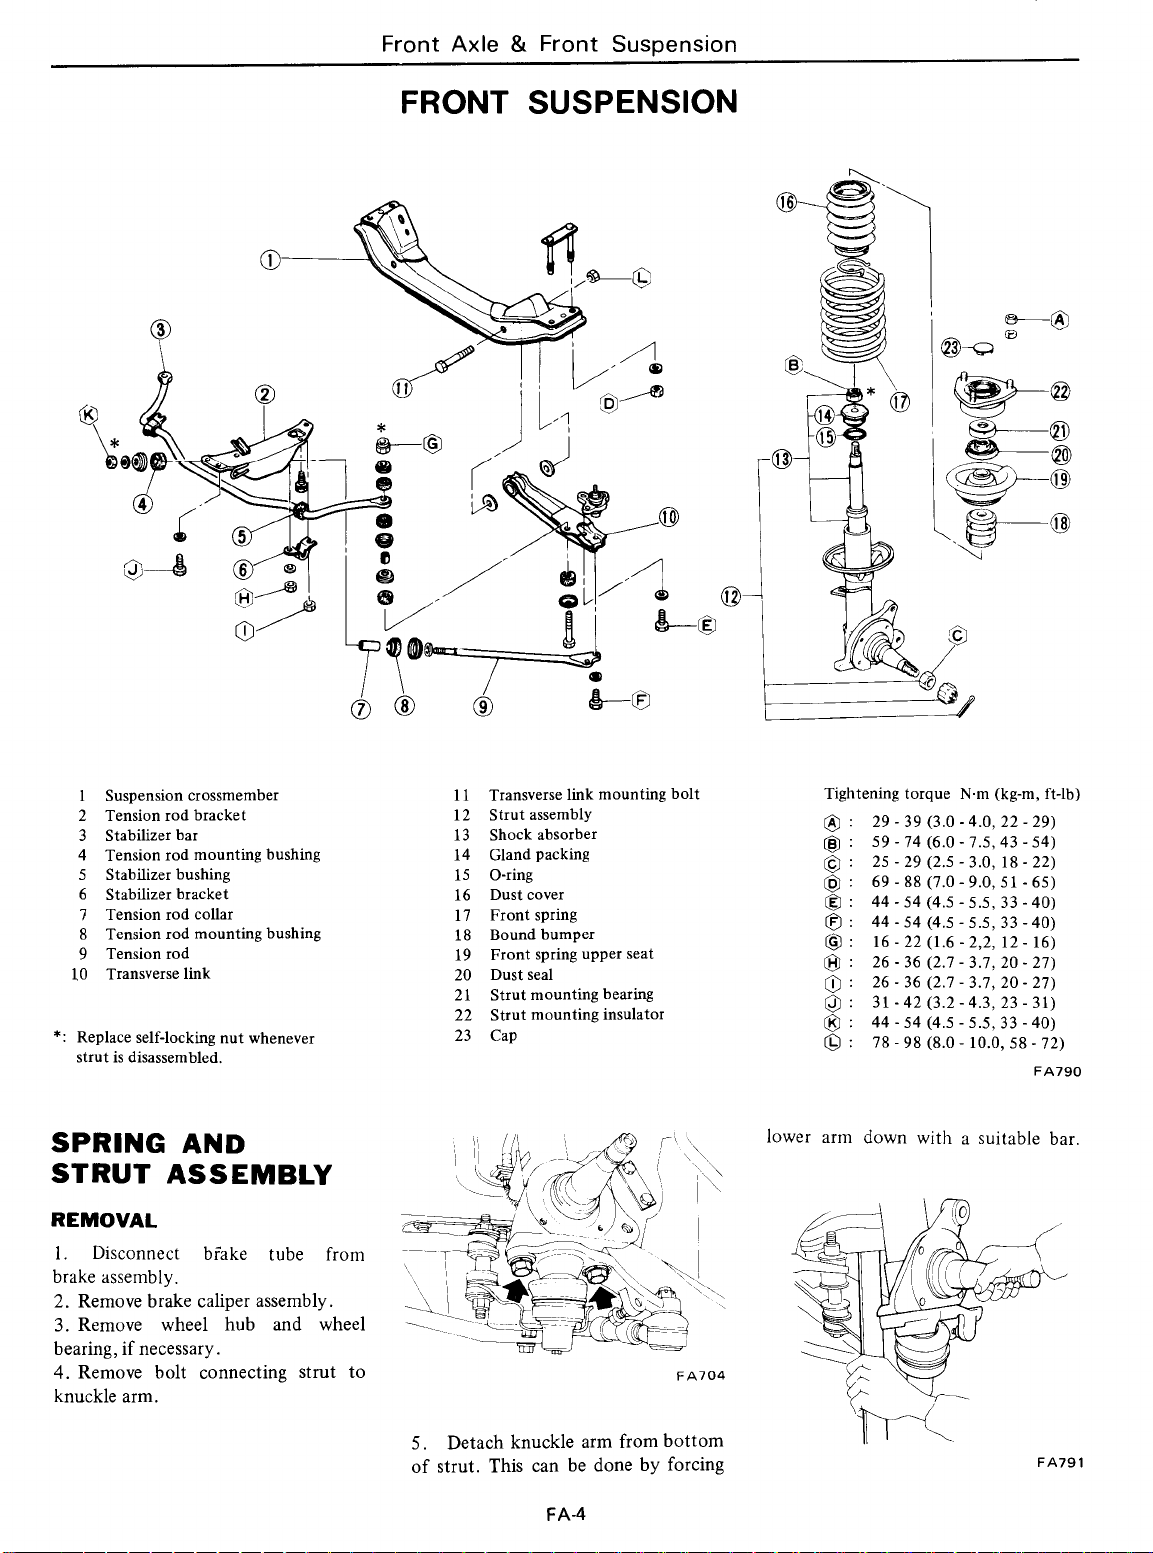 Front Axle & Front Suspension
FRONT SUSPENSION
16
1
L
A
3
23
B
*
11
2
17
22
D
K
*
*
G
14
21
15
20
13
19
4
10
18
5
J
6
H
12
E
I
C
7
8
9
F
1 Suspension crossmember
2 Tension rod bracket
3 Stabilizer bar
4 Tension rod mounting bushing
5 Stabilizer bushing
6 Stabilizer bracket
7 Tension rod collar
8 Tension rod mounting bushing
9 Tension rod
10 Transverse link
*: Replace self-locking nut whenever
strut is disassembled.
11 Transverse link mounting bolt
12 Strut assembly
13 Shock absorber
14 Gland packing
15 O-ring
16 Dust cover
17 Front spring
18 Bound bumper
19 Front spring upper seat
20 Dust seal
21 Strut mounting bearing
22 Strut mounting insulator
23 Cap
Tightening torque N·m (kg-m, ft-lb)
A : 29 - 39 (3.0 - 4.0, 22 - 29)
B : 59 - 74 (6.0 - 7.5, 43 - 54)
C : 25 - 29 (2.5 - 3.0, 18 - 22)
D : 69 - 88 (7.0 - 9.0, 51 - 65)
E : 44 - 54 (4.5 - 5.5, 33 - 40)
F : 44 - 54 (4.5 - 5.5, 33 - 40)
G : 16 - 22 (1.6 - 2,2, 12 - 16)
H : 26 - 36 (2.7 - 3.7, 20 - 27)
I : 26 - 36 (2.7 - 3.7, 20 - 27)
J : 31 - 42 (3.2 - 4.3, 23 - 31)
K : 44 - 54 (4.5 - 5.5, 33 - 40)
L : 78 - 98 (8.0 - 10.0, 58 - 72)
FA790
SPRING AND
STRUT ASSEMBLY
REMOVAL
1. Disconnect brake tube from
brake assembly.
2. Remove brake caliper assembly.
3. Remove wheel hub and wheel
bearing, if necessary.
4. Remove bolt connecting strut to
knuckle arm.
FA704
5. Detach knuckle arm from bottom
of strut. This can be done by forcing
lower arm down with a suitable bar.
FA791
FA-4